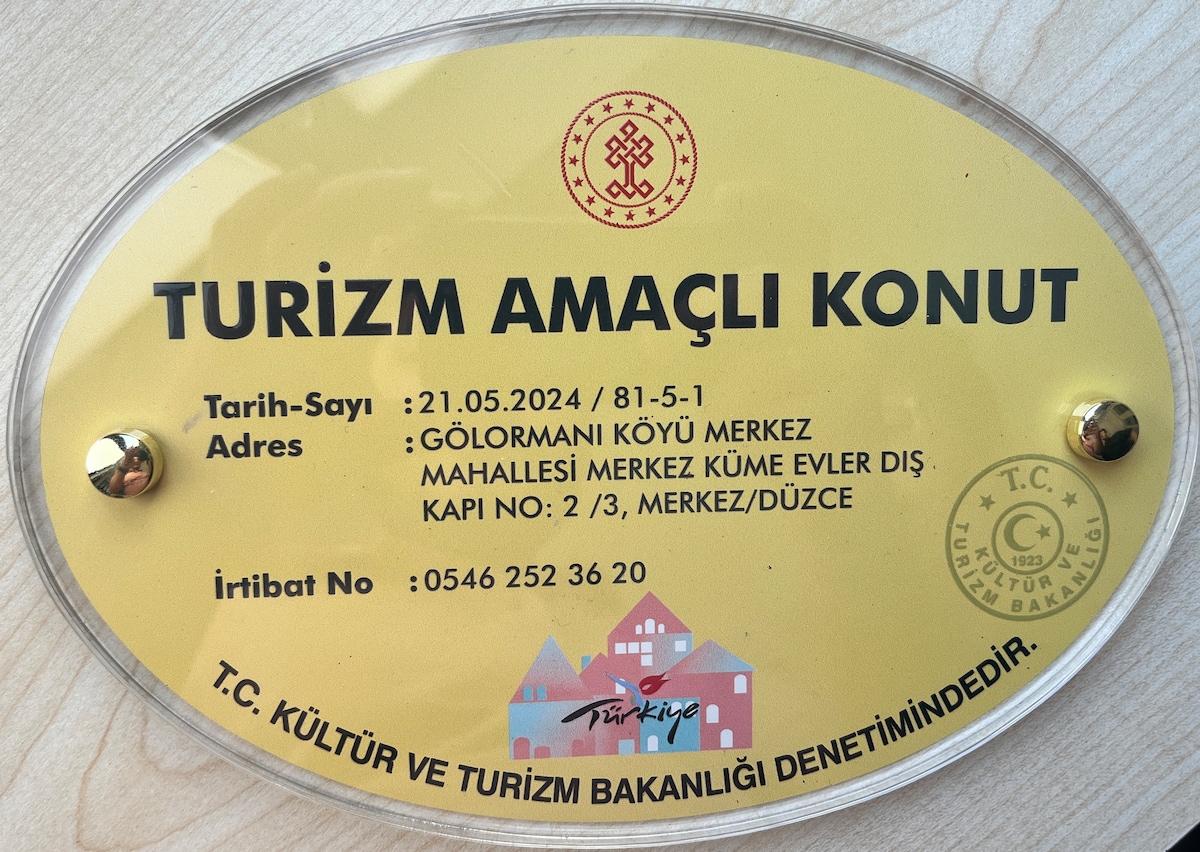 TURİZM AMAÇLI KONUT
Tarih-Sayı :21.05.2024 / 81-5-1
Adres :GÖLORMANI KÖYÜ MERKEZ
MAHALLESİ MERKEZ KÜME EVLER DIŞ
KAPI NO: 2 /3, MERKEZ/DÜZCE
T.C.
1923
KÜLTÜR VE
TURİZM BAKANLIĞI
İrtibat No :0546 252 36 20
Türkiye
T.C. KÜLTÜR VE TURİZM BAKANLIĞI DENETİMİNDEDİR.